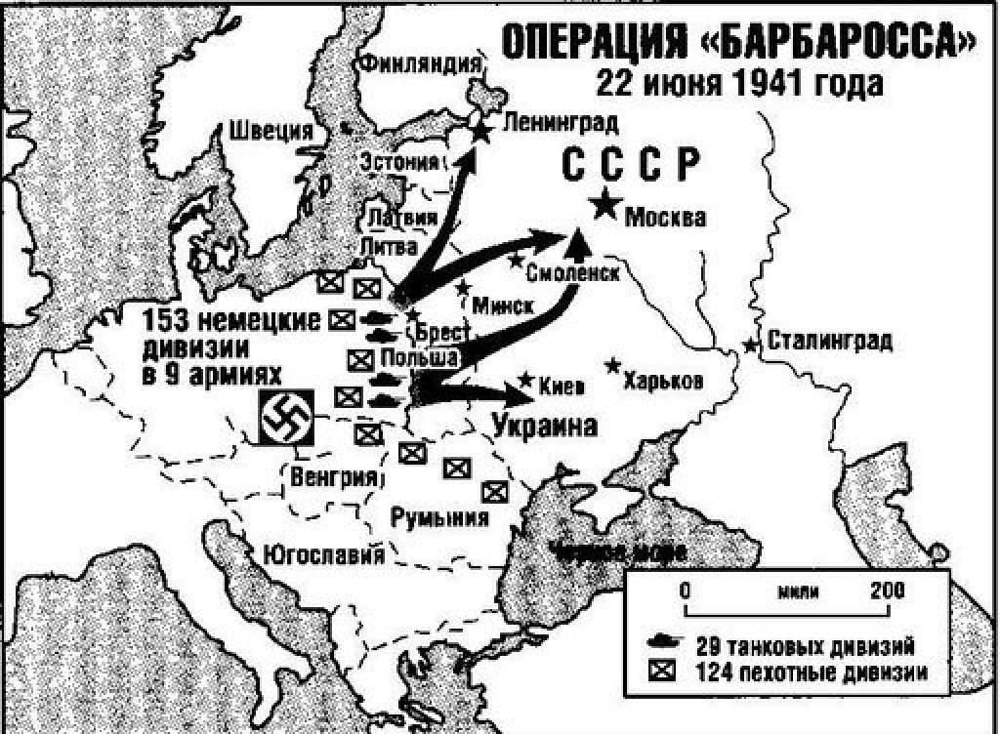 ОПЕРАЦИЯ «БАРБАРОССА»
22 июня 1941 года
Финляндия
Ленинград
Швеция
Эстония
СССР
Москва
Латвия
Литва
Смоленск
Минск
153 немецкие
дивизии
в 9 армиях
Брест
Польша
Сталинград
Киев
Харьков
Украина
Венгрия
Румыния
Югославия
Черное море
0 мили 200
29 танковых дивизий
124 пехотные дивизии